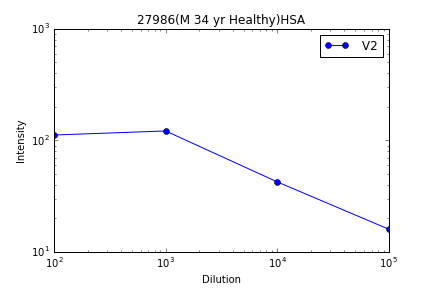 27986(M 34 yr Healthy)HSA
10³
V2
10²
Intensity
10¹
10² 10³ 10⁴ 10⁵
Dilution